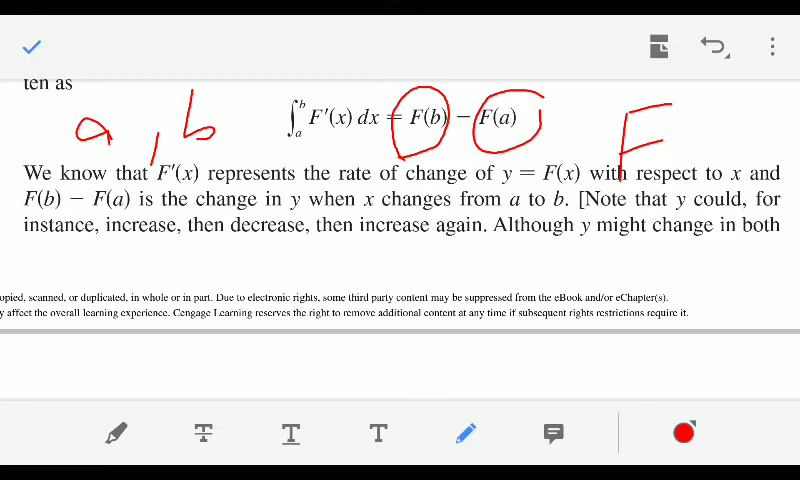 ten as
a, b
∫_a^b F′(x) dx = F(b) − F(a)
F
We know that F′(x) represents the rate of change of y = F(x) with respect to x and
F(b) − F(a) is the change in y when x changes from a to b. [Note that y could, for
instance, increase, then decrease, then increase again. Although y might change in both
opied, scanned, or duplicated, in whole or in part. Due to electronic rights, some third party content may be suppressed from the eBook and/or eChapter(s).
y affect the overall learning experience. Cengage Learning reserves the right to remove additional content at any time if subsequent rights restrictions require it.
T T T